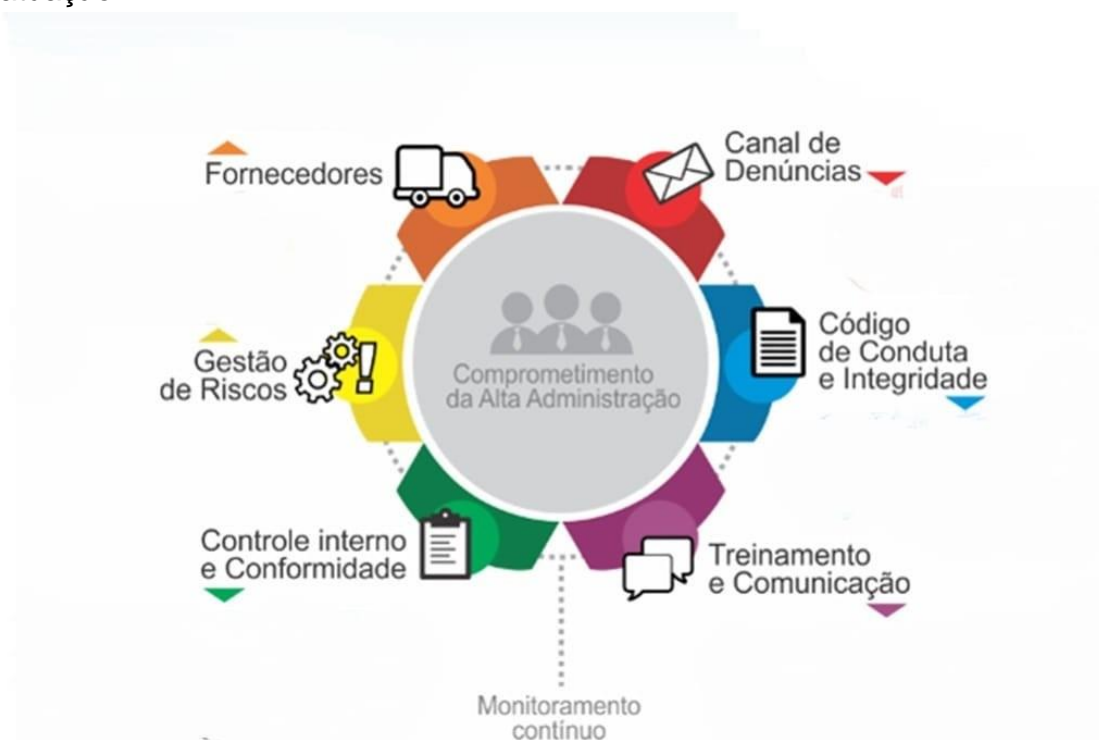 Fornecedores
Canal de
Denúncias
Gestão
de Riscos
Comprometimento
da Alta Administração
Código
de Conduta
e Integridade
Controle interno
e Conformidade
Treinamento
e Comunicação
Monitoramento
contínuo